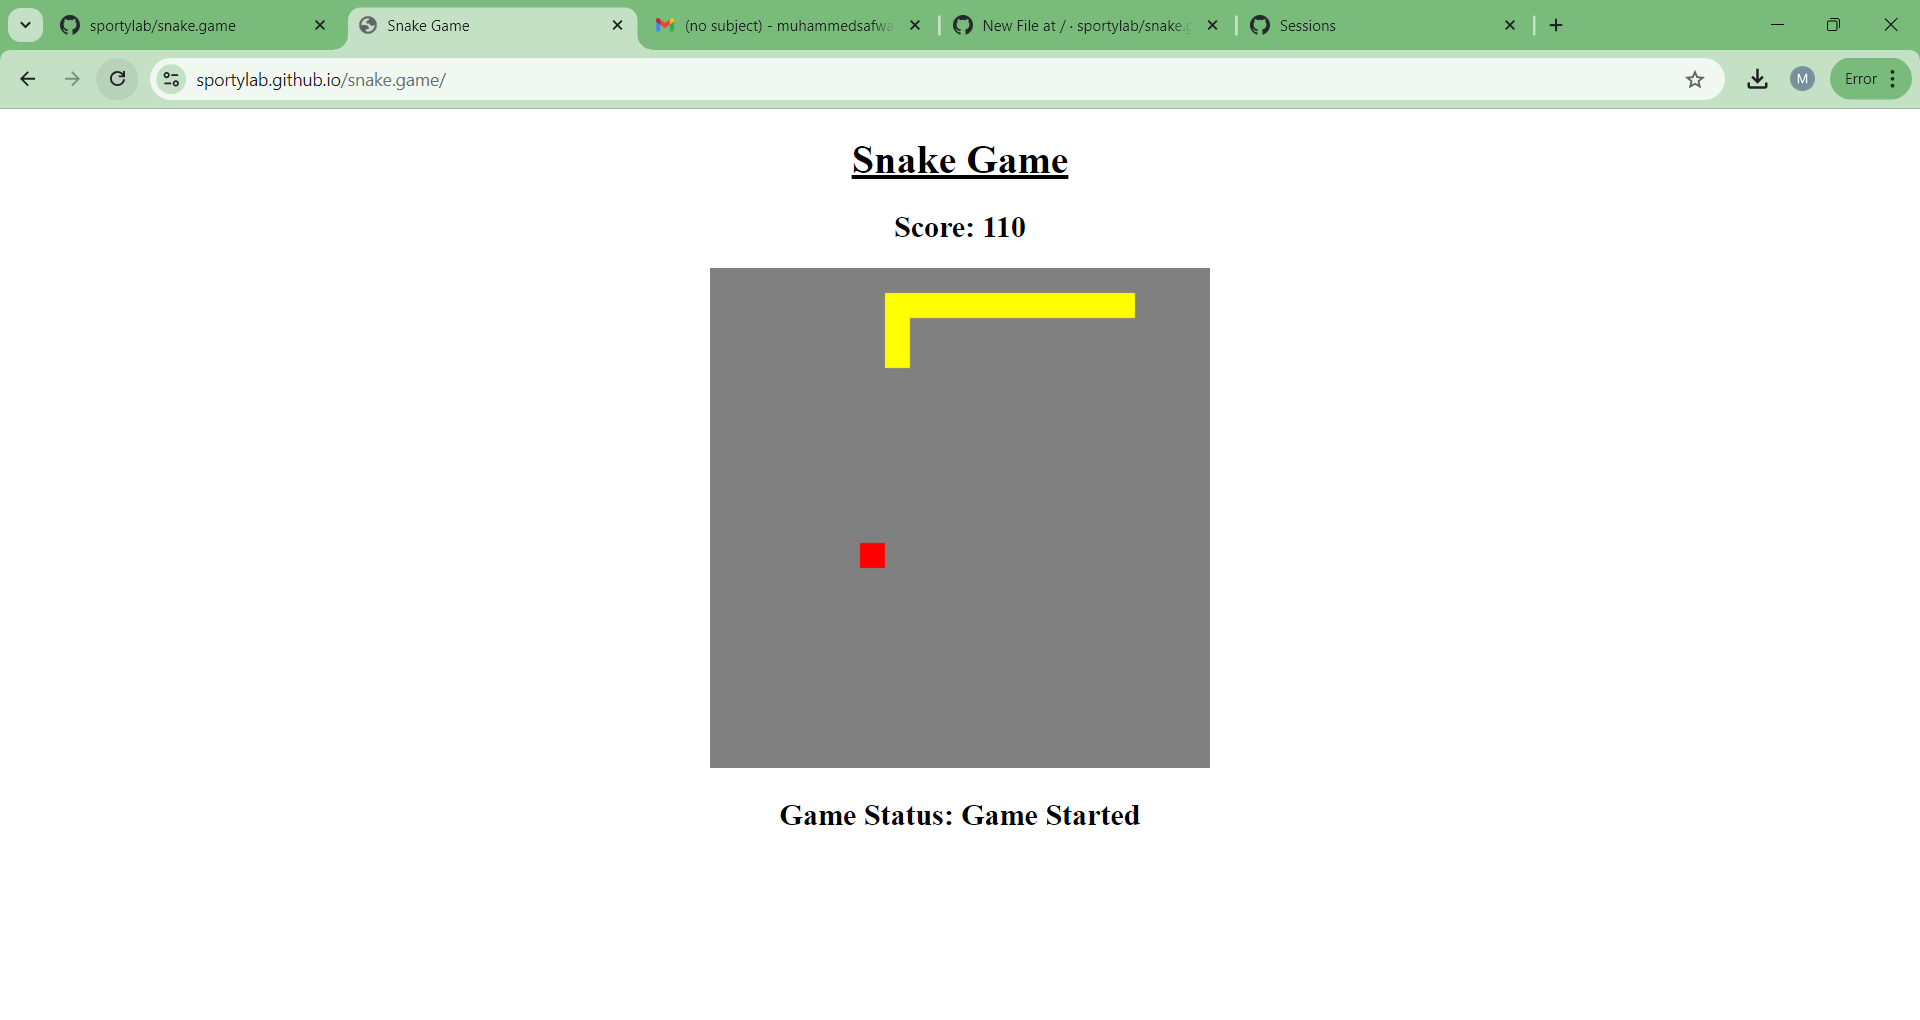 sportylab/snake.game
Snake Game
(no subject) - muhammedsafwa
New File at / · sportylab/snake.g
Sessions
sportylab.github.io/snake.game/
M
Error
Snake Game
Score: 110
Game Status: Game Started